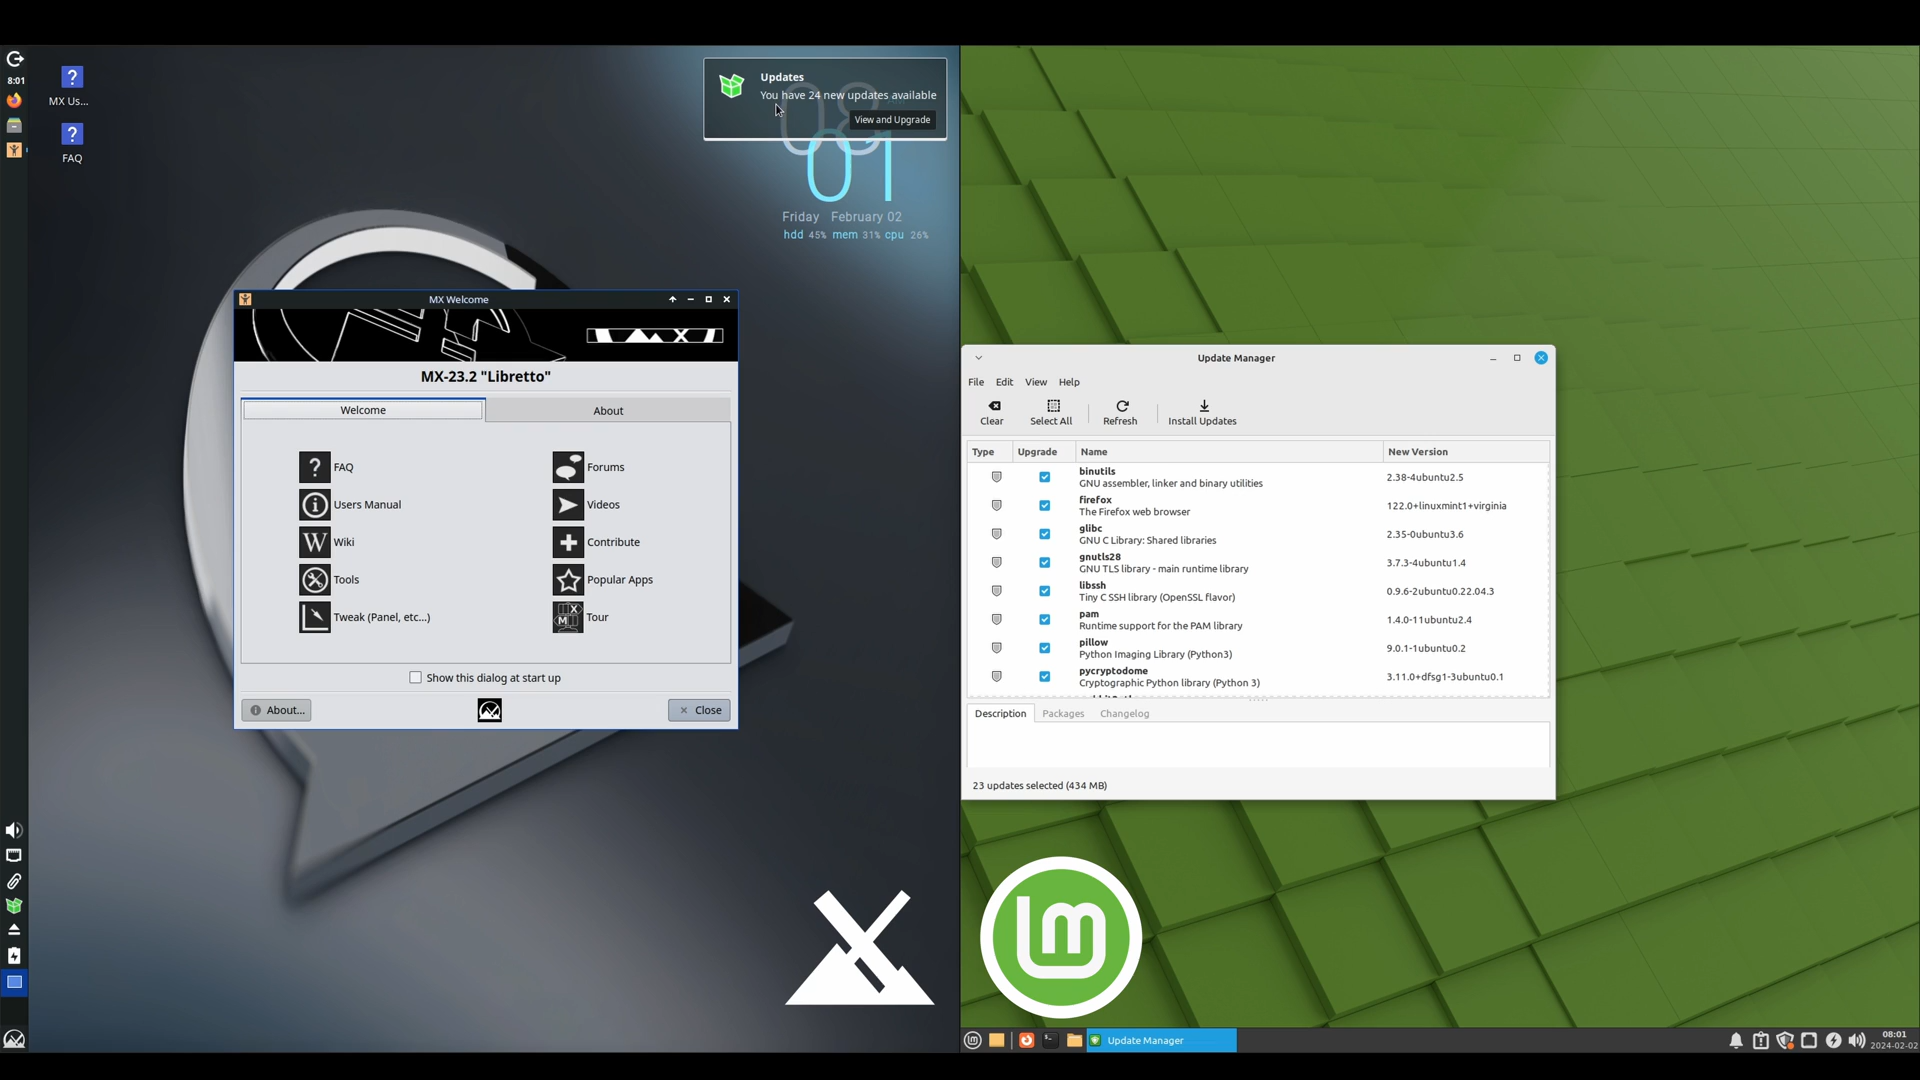 8:01
MX Us...
FAQ
Updates
You have 24 new updates available
View and Upgrade
08
01
Friday February 02
hdd 45% mem 31% cpu 26%
MX Welcome
MX
MX-23.2 "Libretto"
Welcome
About
FAQ
Forums
Users Manual
Videos
Wiki
Contribute
Tools
Popular Apps
Tweak (Panel, etc...)
Tour
Show this dialog at start up
About...
Close
Update Manager
File Edit View Help
Clear
Select All
Refresh
Install Updates
Type Upgrade Name New Version
binutils
GNU assembler, linker and binary utilities
2.38-4ubuntu2.5
firefox
The Firefox web browser
122.0+linuxmint1+virginia
glibc
GNU C Library: Shared libraries
2.35-0ubuntu3.6
gnutls28
GNU TLS library - main runtime library
3.7.3-4ubuntu1.4
libssh
Tiny C SSH library (OpenSSL flavor)
0.9.6-2ubuntu0.22.04.3
pam
Runtime support for the PAM library
1.4.0-11ubuntu2.4
pillow
Python Imaging Library (Python3)
9.0.1-1ubuntu0.2
pycryptodome
Cryptographic Python library (Python 3)
3.11.0+dfsg1-3ubuntu0.1
Description Packages Changelog
23 updates selected (434 MB)
lm
Update Manager
08:01
2024-02-02